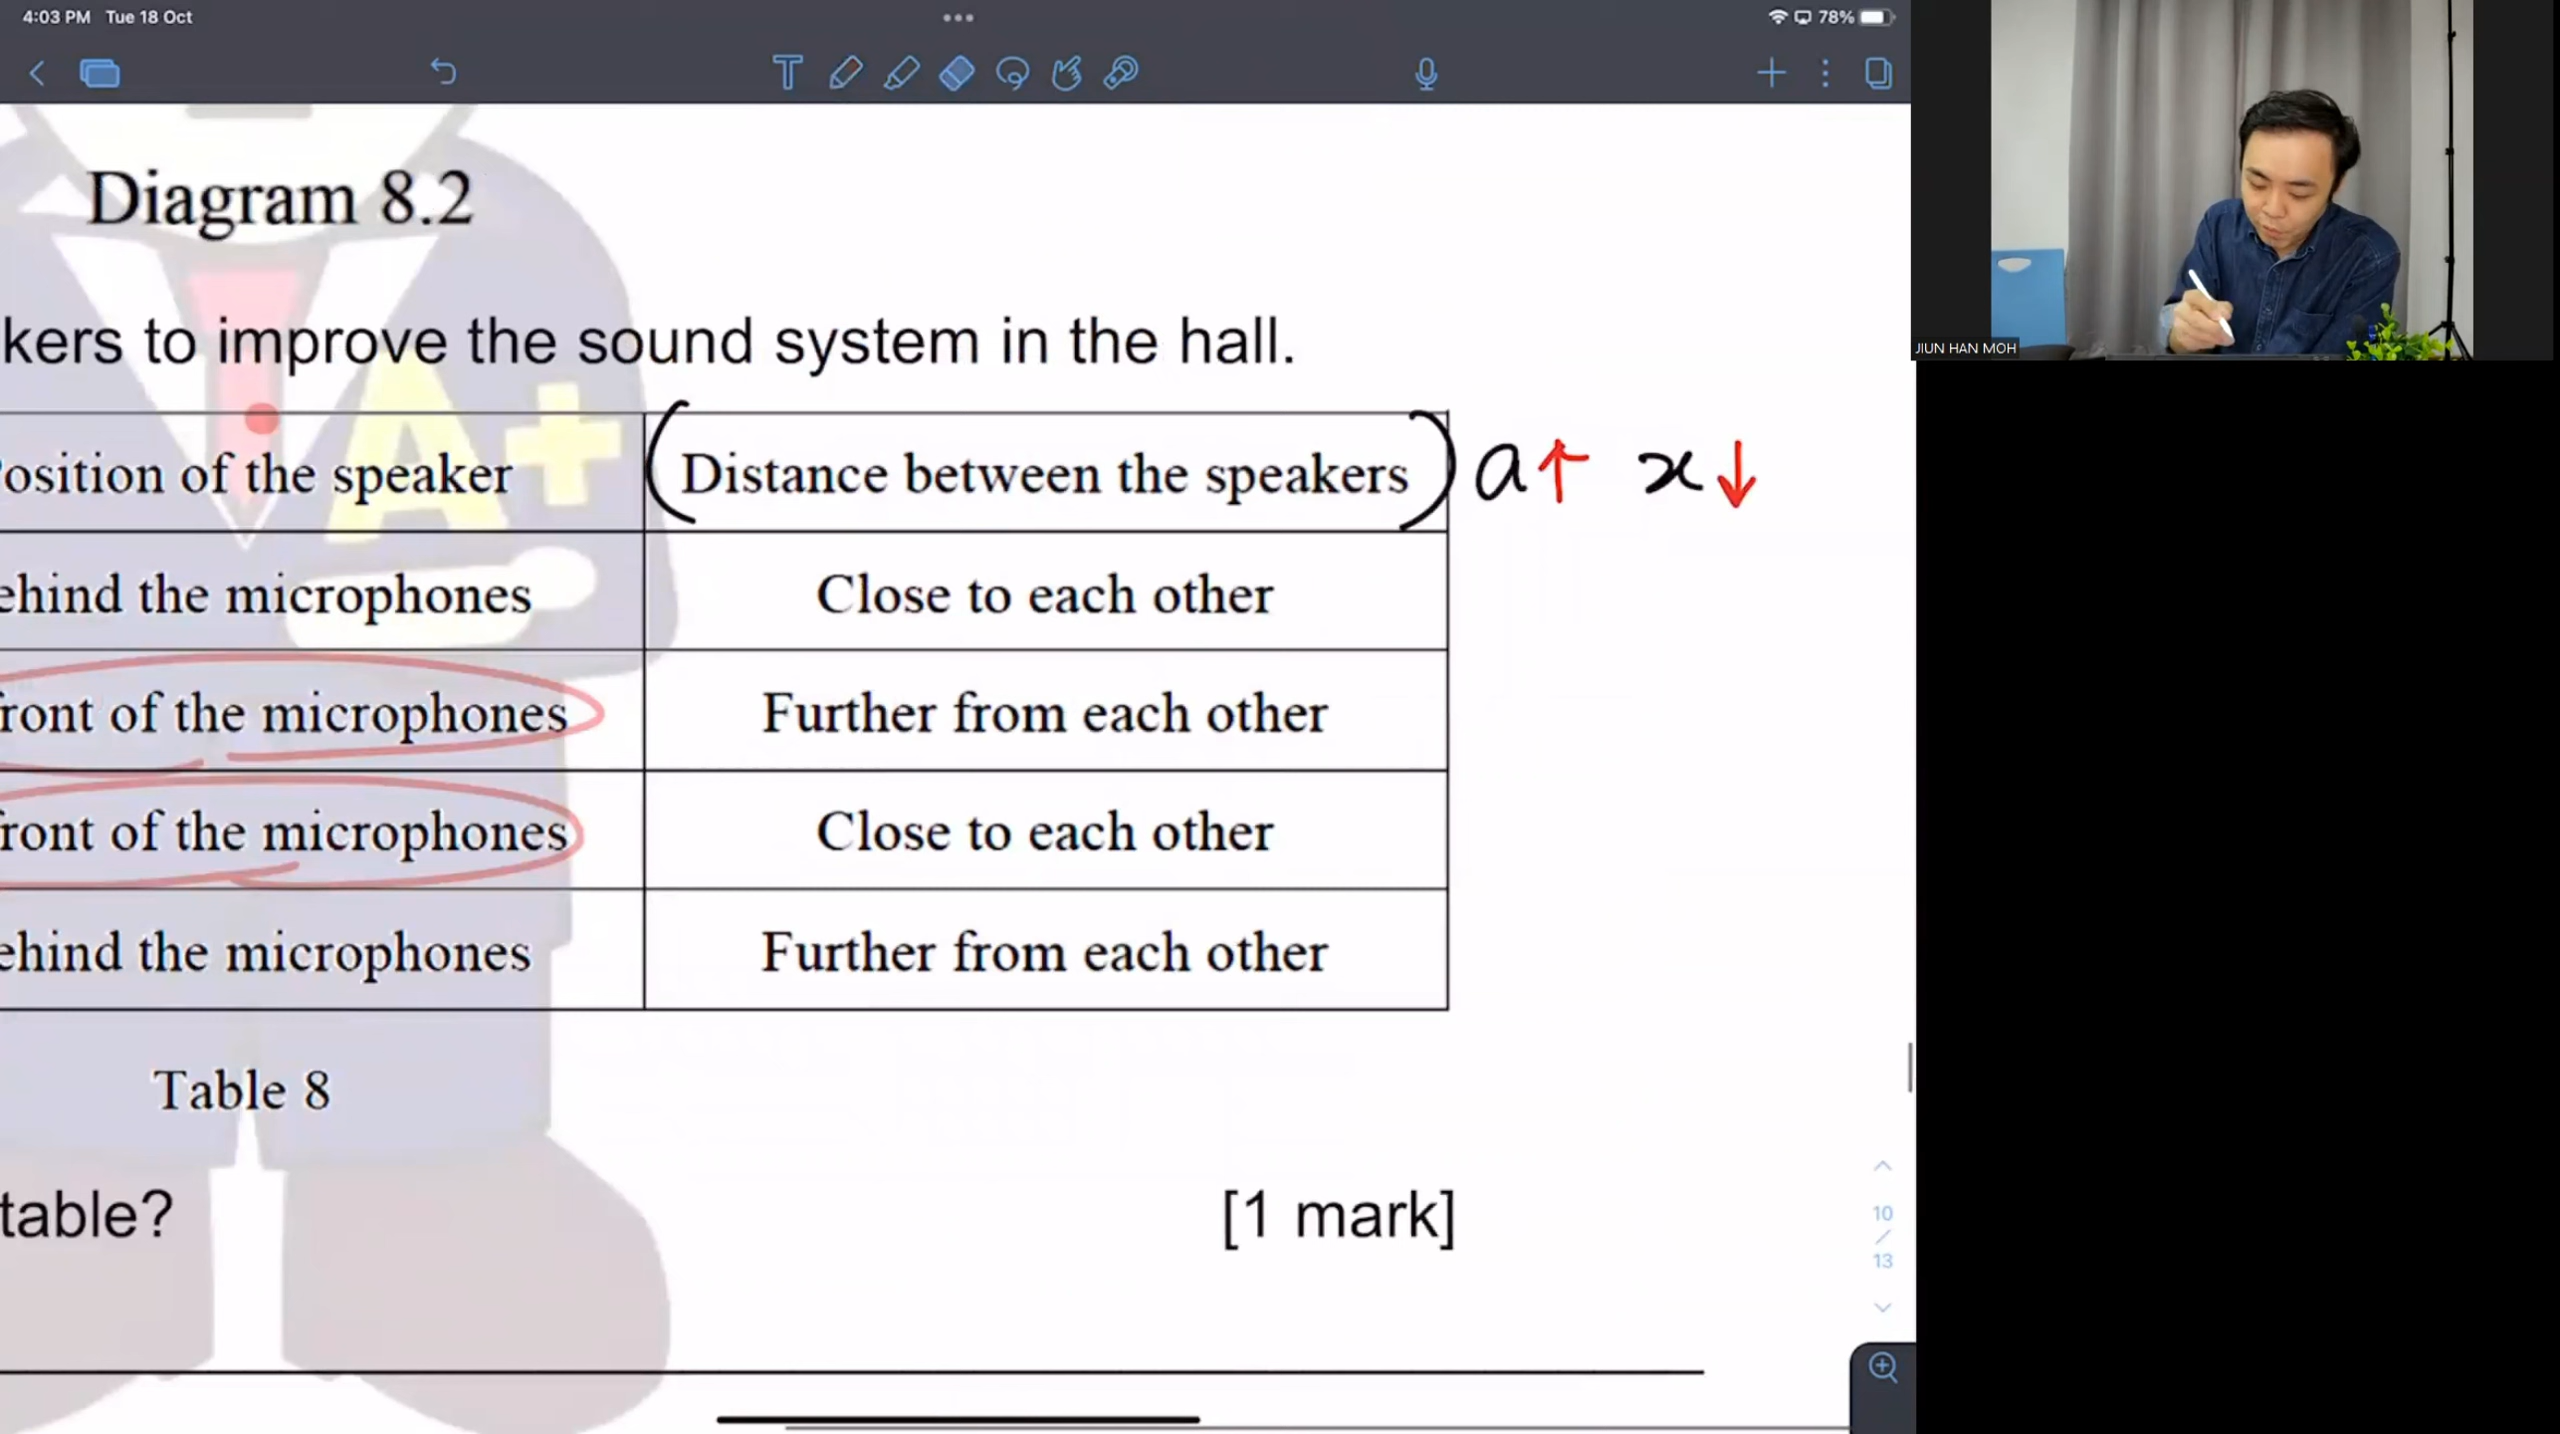 4:03 PM Tue 18 Oct
78%
JIUN HAN MOH
Diagram 8.2
kers to improve the sound system in the hall.
A+
osition of the speaker (Distance between the speakers) a↑ x↓
ehind the microphones Close to each other
ront of the microphones Further from each other
ront of the microphones Close to each other
ehind the microphones Further from each other
Table 8
table? [1 mark]
10
/
13